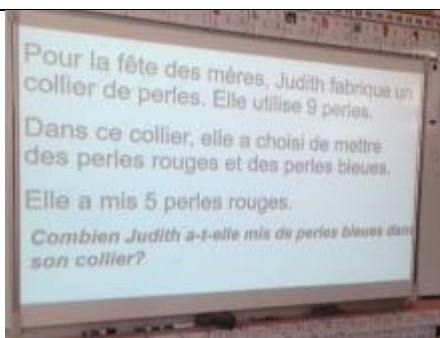 Pour la fête des mères, Judith fabrique un
collier de perles. Elle utilise 9 perles.
Dans ce collier, elle a choisi de mettre
des perles rouges et des perles bleues.
Elle a mis 5 perles rouges.
Combien Judith a-t-elle mis de perles bleues dans
son collier?